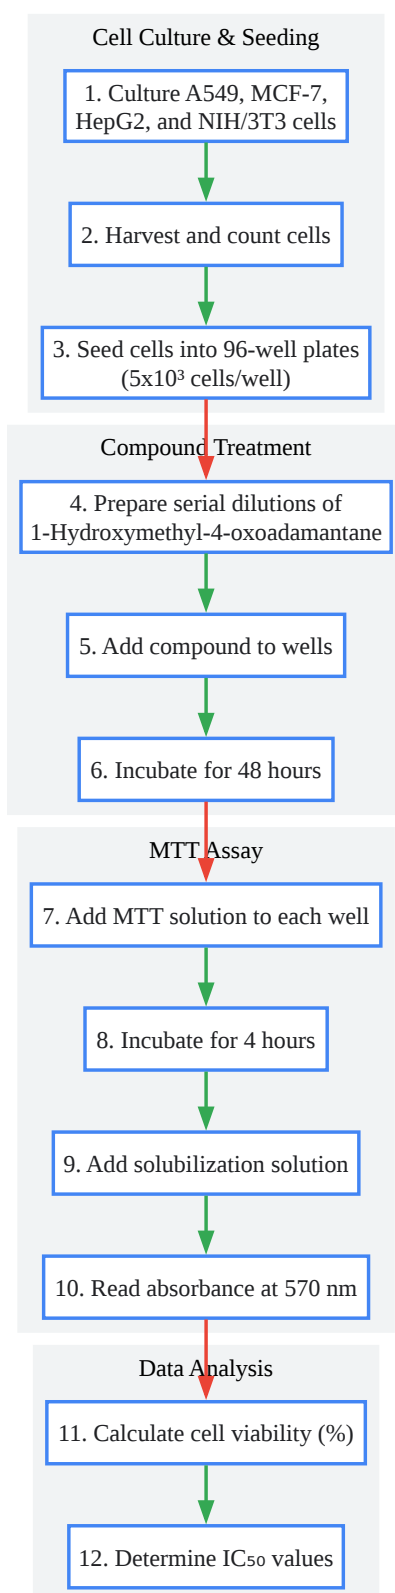 Cell Culture & Seeding
1. Culture A549, MCF-7,
HepG2, and NIH/3T3 cells
2. Harvest and count cells
3. Seed cells into 96-well plates
(5x10³ cells/well)
Compound Treatment
4. Prepare serial dilutions of
1-Hydroxymethyl-4-oxoadamantane
5. Add compound to wells
6. Incubate for 48 hours
MTT Assay
7. Add MTT solution to each well
8. Incubate for 4 hours
9. Add solubilization solution
10. Read absorbance at 570 nm
Data Analysis
11. Calculate cell viability (%)
12. Determine IC₅₀ values